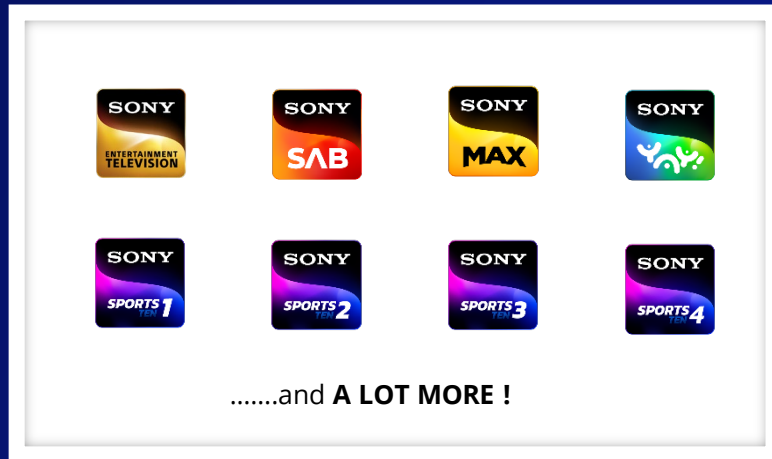 SONY
ENTERTAINMENT
TELEVISION
SONY
SAB
SONY
MAX
SONY
YAY!
SONY
SPORTS
TEN 1
SONY
SPORTS
TEN 2
SONY
SPORTS
TEN 3
SONY
SPORTS
TEN 4
.......and A LOT MORE !